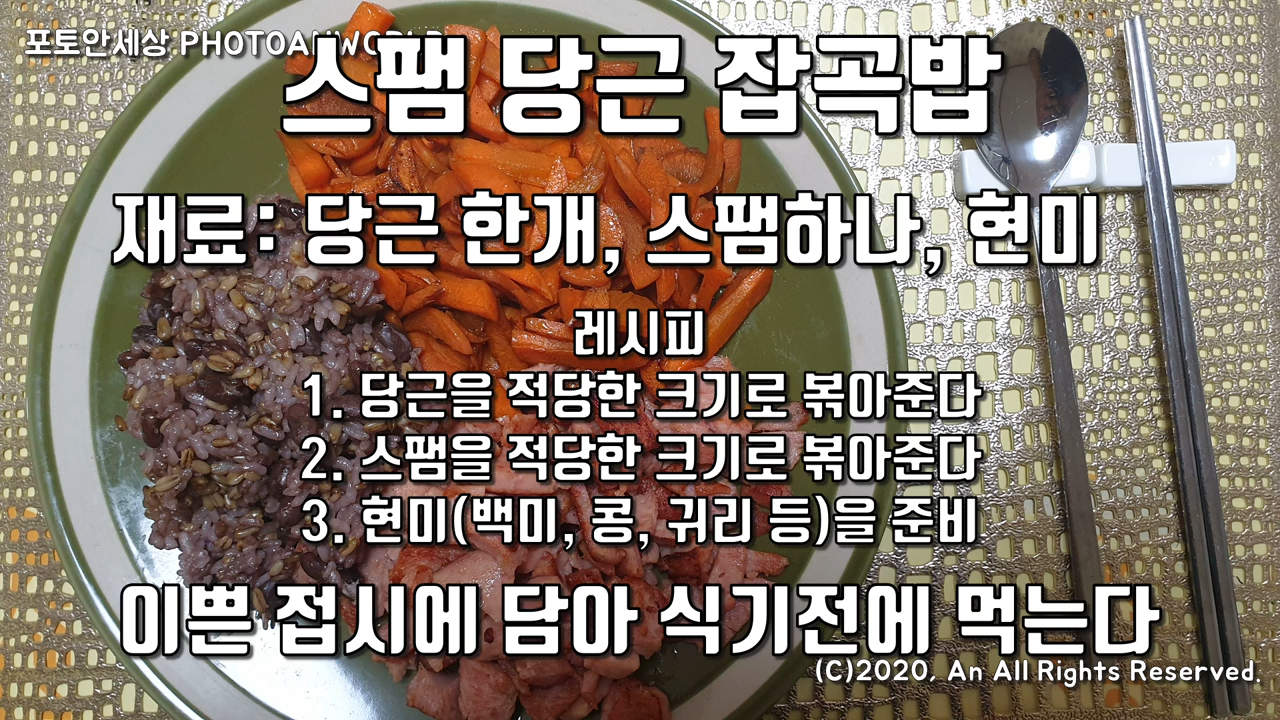 포토안세상 PHOTOANWORLD
스팸 당근 잡곡밥
재료: 당근 한개, 스팸하나, 현미
레시피
1. 당근을 적당한 크기로 볶아준다
2. 스팸을 적당한 크기로 볶아준다
3. 현미(백미, 콩, 귀리 등)을 준비
이쁜 접시에 담아 식기전에 먹는다
(C)2020, An All Rights Reserved.